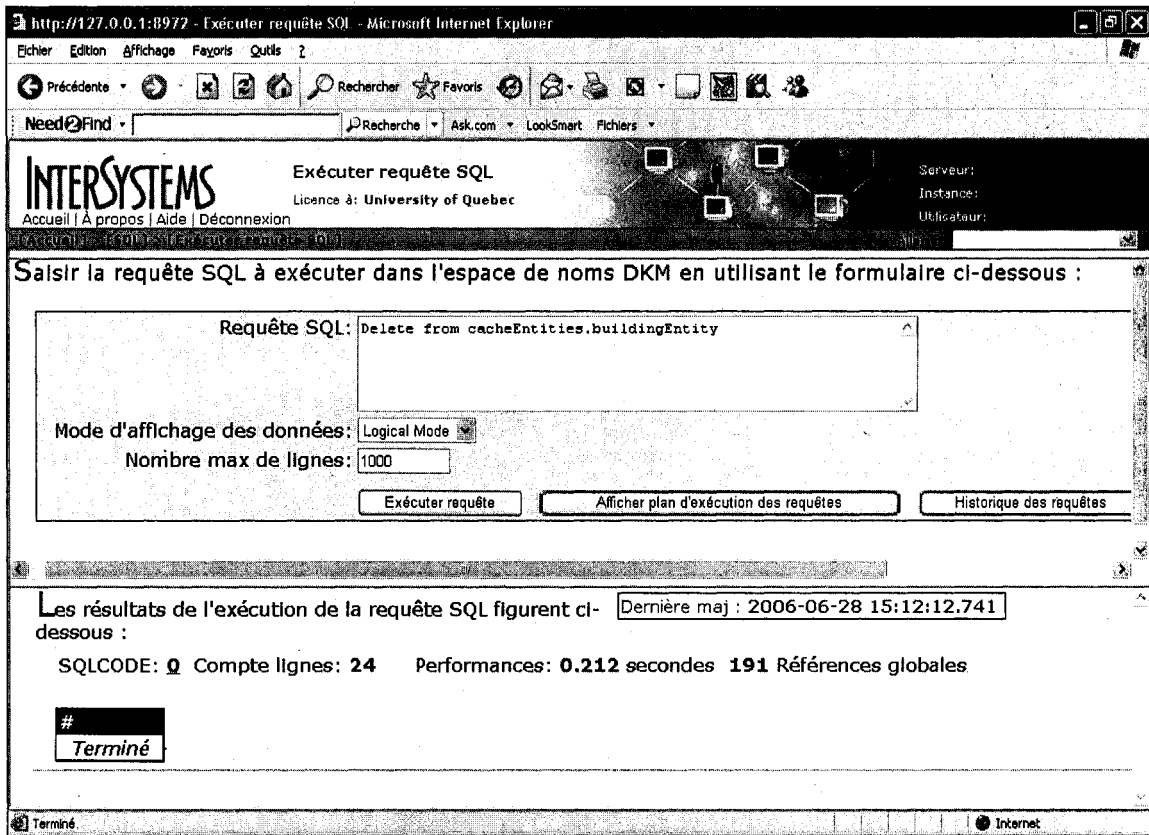 http://127.0.0.1:8972 - Exécuter requête SQL - Microsoft Internet Explorer
Fichier Edition Affichage Favoris Outils ?
Précédente Rechercher Favoris
Need2Find Recherche Ask.com LookSmart Fichiers
INTERSYSTEMS
Exécuter requête SQL
Licence à: University of Quebec
Serveur:
Instance:
Utilisateur:
Accueil | À propos | Aide | Déconnexion
[Accueil] > [SQL] > [Exécuter requête SQL]
Saisir la requête SQL à exécuter dans l'espace de noms DKM en utilisant le formulaire ci-dessous :
Requête SQL: Delete from cacheEntities.buildingEntity
Mode d'affichage des données: Logical Mode
Nombre max de lignes: 1000
Exécuter requête Afficher plan d'exécution des requêtes Historique des requêtes
Les résultats de l'exécution de la requête SQL figurent ci-
dessous :
Dernière maj : 2006-06-28 15:12:12.741
SQLCODE: 0 Compte lignes: 24 Performances: 0.212 secondes 191 Références globales
#
Terminé
Terminé Internet